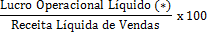 Lucro Operacional Líquido (*)
Receita Líquida de Vendas
x 100